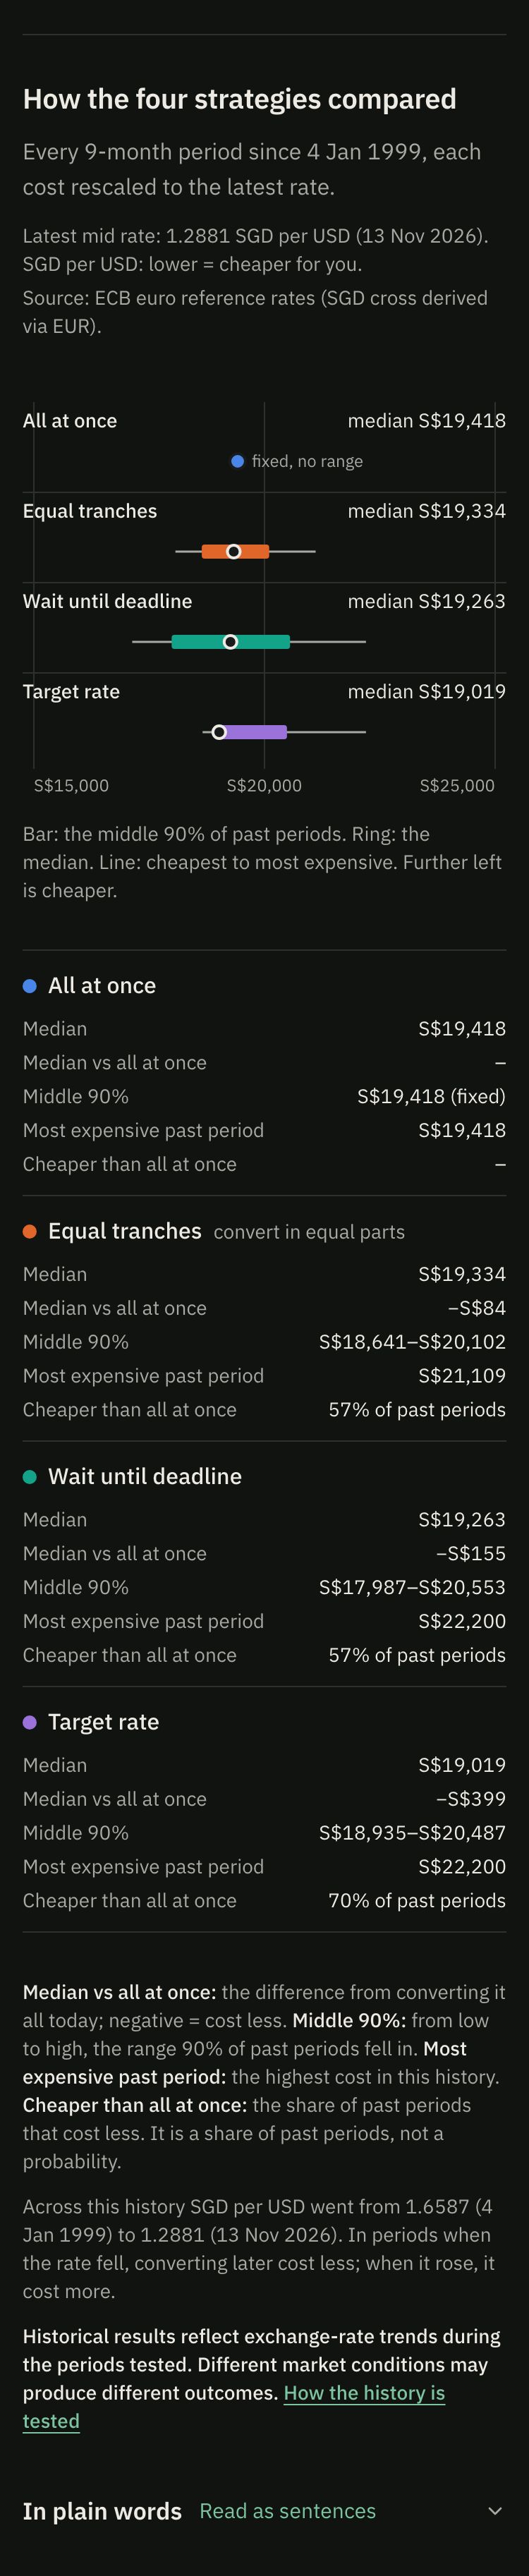 How the four strategies compared
Every 9-month period since 4 Jan 1999, each
cost rescaled to the latest rate.
Latest mid rate: 1.2881 SGD per USD (13 Nov 2026).
SGD per USD: lower = cheaper for you.
Source: ECB euro reference rates (SGD cross derived
via EUR).
All at once median S$19,418
fixed, no range
Equal tranches median S$19,334
Wait until deadline median S$19,263
Target rate median S$19,019
S$15,000 S$20,000 S$25,000
Bar: the middle 90% of past periods. Ring: the
median. Line: cheapest to most expensive. Further left
is cheaper.
All at once
Median S$19,418
Median vs all at once –
Middle 90% S$19,418 (fixed)
Most expensive past period S$19,418
Cheaper than all at once –
Equal tranches convert in equal parts
Median S$19,334
Median vs all at once −S$84
Middle 90% S$18,641–S$20,102
Most expensive past period S$21,109
Cheaper than all at once 57% of past periods
Wait until deadline
Median S$19,263
Median vs all at once −S$155
Middle 90% S$17,987–S$20,553
Most expensive past period S$22,200
Cheaper than all at once 57% of past periods
Target rate
Median S$19,019
Median vs all at once −S$399
Middle 90% S$18,935–S$20,487
Most expensive past period S$22,200
Cheaper than all at once 70% of past periods
Median vs all at once: the difference from converting it
all today; negative = cost less. Middle 90%: from low
to high, the range 90% of past periods fell in. Most
expensive past period: the highest cost in this history.
Cheaper than all at once: the share of past periods
that cost less. It is a share of past periods, not a
probability.
Across this history SGD per USD went from 1.6587 (4
Jan 1999) to 1.2881 (13 Nov 2026). In periods when
the rate fell, converting later cost less; when it rose, it
cost more.
Historical results reflect exchange-rate trends during
the periods tested. Different market conditions may
produce different outcomes. How the history is
tested
In plain words Read as sentences